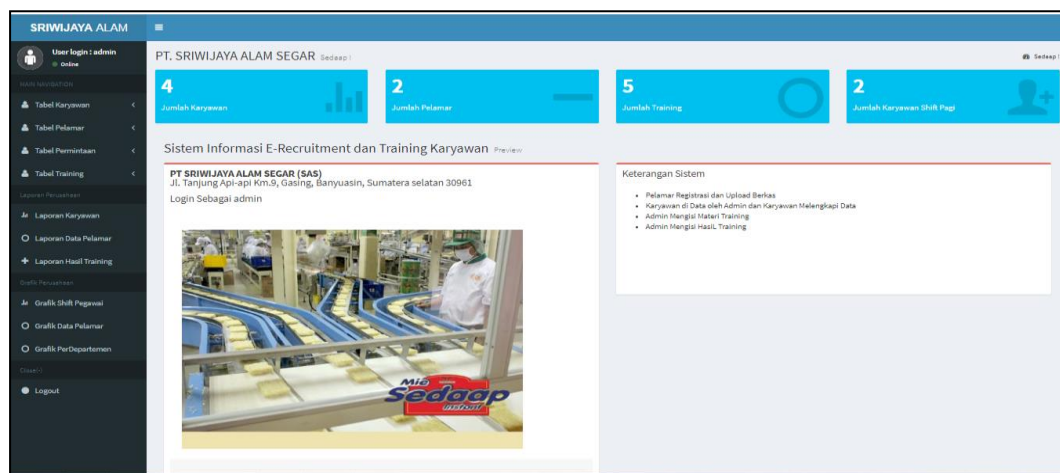 SRIWIJAYA ALAM
User login : admin
Online
MAIN NAVIGATION
Tabel Karyawan
Tabel Pelamar
Tabel Permintaan
Tabel Training
Laporan Perusahaan
Laporan Karyawan
Laporan Data Pelamar
Laporan Hasil Training
Grafik Perusahaan
Grafik Shift Pegawai
Grafik Data Pelamar
Grafik PerDepartemen
Close(-)
Logout
PT. SRIWIJAYA ALAM SEGAR Sedaap !
Sedaap !
4
Jumlah Karyawan
2
Jumlah Pelamar
5
Jumlah Training
2
Jumlah Karyawan Shift Pagi
Sistem Informasi E-Recruitment dan Training Karyawan Preview
PT SRIWIJAYA ALAM SEGAR (SAS)
Jl. Tanjung Api-api Km.9, Gasing, Banyuasin, Sumatera selatan 30961
Login Sebagai admin
Mie
Sedaap
instant
Keterangan Sistem
Pelamar Registrasi dan Upload Berkas
Karyawan di Data oleh Admin dan Karyawan Melengkapi Data
Admin Mengisi Materi Training
Admin Mengisi HasiL Training